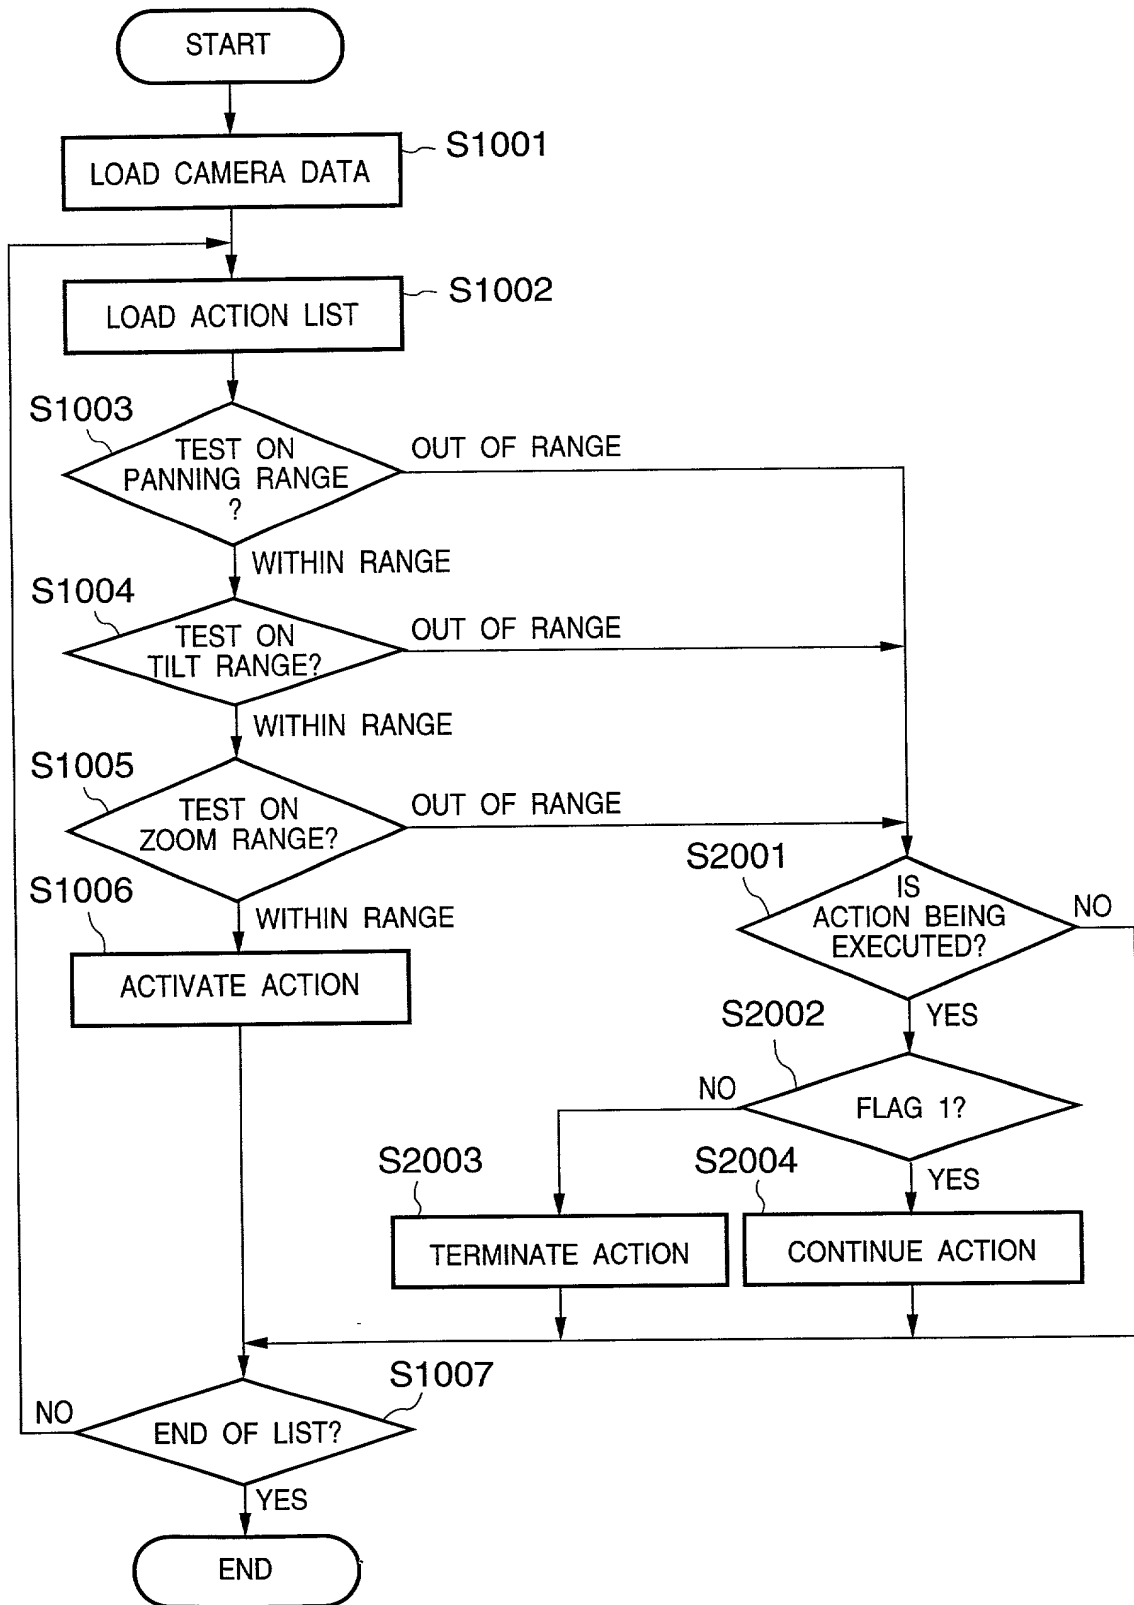 START
LOAD CAMERA DATA
S1001
LOAD ACTION LIST
S1002
S1003
TEST ON
PANNING RANGE
?
OUT OF RANGE
WITHIN RANGE
S1004
TEST ON
TILT RANGE?
OUT OF RANGE
WITHIN RANGE
S1005
TEST ON
ZOOM RANGE?
OUT OF RANGE
WITHIN RANGE
S1006
ACTIVATE ACTION
S2001
IS
ACTION BEING
EXECUTED?
NO
YES
S2002
FLAG 1?
NO
YES
S2003
TERMINATE ACTION
S2004
CONTINUE ACTION
S1007
END OF LIST?
NO
YES
END